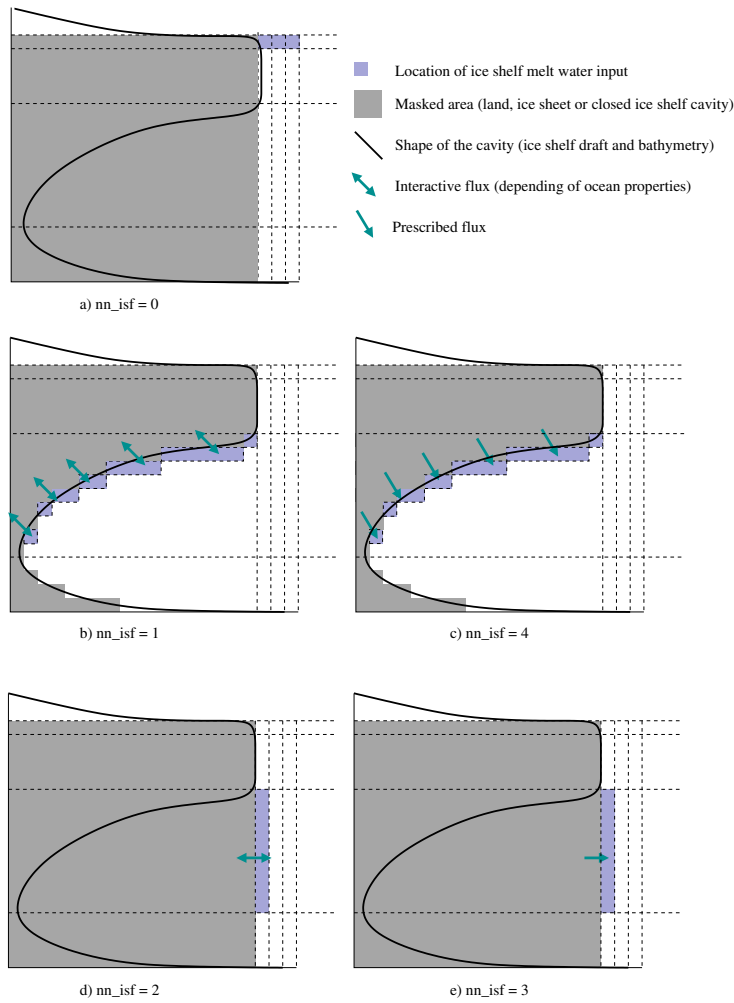 Location of ice shelf melt water input
Masked area (land, ice sheet or closed ice shelf cavity)
Shape of the cavity (ice shelf draft and bathymetry)
Interactive flux (depending of ocean properties)
Prescribed flux
a) nn_isf = 0
b) nn_isf = 1
c) nn_isf = 4
d) nn_isf = 2
e) nn_isf = 3